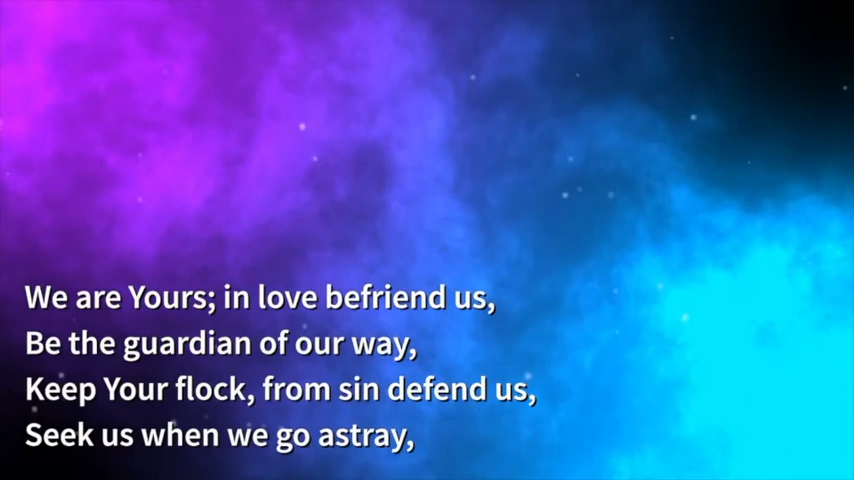 We are Yours; in love befriend us,
Be the guardian of our way,
Keep Your flock, from sin defend us,
Seek us when we go astray,